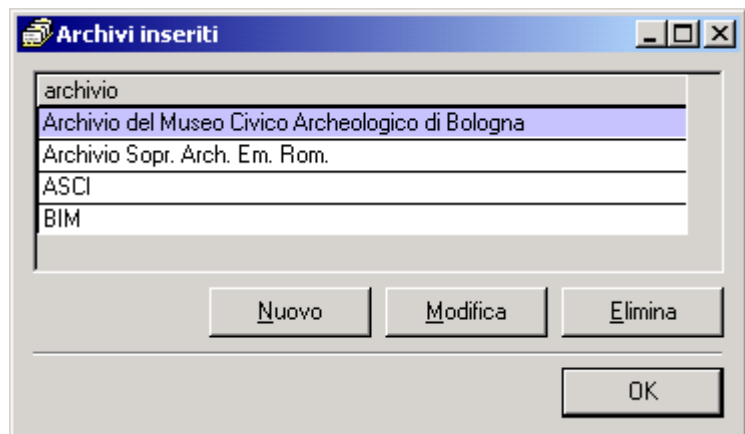 Archivi inseriti
archivio
Archivio del Museo Civico Archeologico di Bologna
Archivio Sopr. Arch. Em. Rom.
ASCI
BIM
Nuovo Modifica Elimina
OK